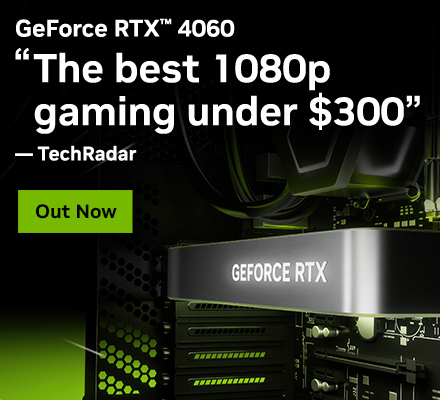 GeForce RTX™ 4060
“The best 1080p
gaming under $300”
— TechRadar
Out Now
GEFORCE RTX